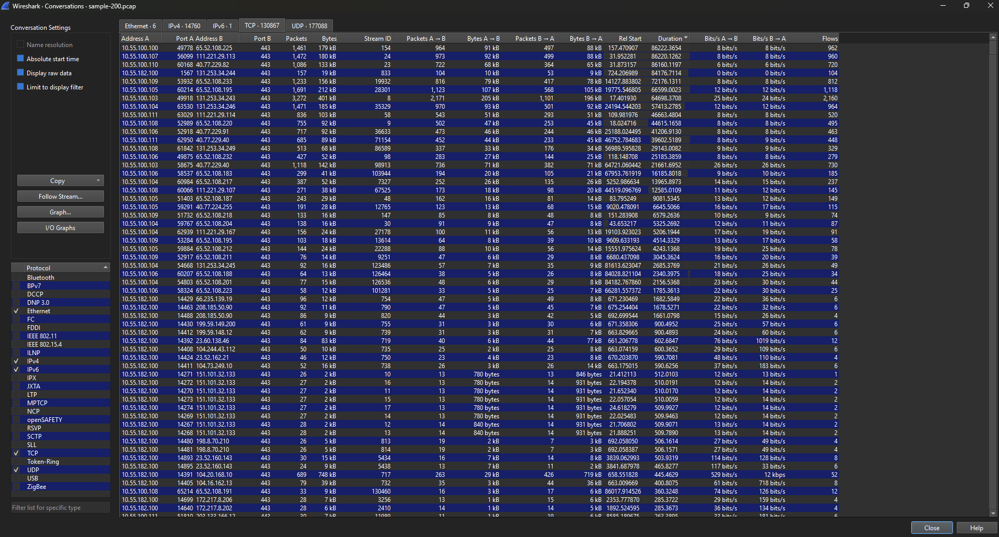 Wireshark · Conversations · sample-200.pcap
Conversation Settings
Name resolution
Absolute start time
Display raw data
Limit to display filter
Copy
Follow Stream...
Graph...
I/O Graphs
Protocol
Bluetooth
BPv7
DCCP
DNP 3.0
Ethernet
FC
FDDI
IEEE 802.11
IEEE 802.15.4
ILNP
IPv4
IPv6
IPX
JXTA
LTP
MPTCP
NCP
openSAFETY
RSVP
SCTP
SLL
TCP
Token-Ring
UDP
USB
ZigBee
Filter list for specific type
Ethernet · 6 IPv4 · 14760 IPv6 · 1 TCP · 130867 UDP · 177088
Address A Port A Address B Port B Packets Bytes Stream ID Packets A → B Bytes A → B Packets B → A Bytes B → A Rel Start Duration Bits/s A → B Bits/s B → A Flows
10.55.100.100 49778 65.52.108.225 443 1,461 179 kB 154 964 91 kB 497 88 kB 157.470907 86222.3654 8 bits/s 8 bits/s 962
10.55.100.107 56099 111.221.29.113 443 1,472 180 kB 24 973 92 kB 499 88 kB 31.952281 86220.1262 8 bits/s 8 bits/s 960
10.55.100.110 60168 40.77.229.82 443 1,086 133 kB 23 722 68 kB 364 65 kB 31.873157 86160.1197 6 bits/s 6 bits/s 720
10.55.182.100 1567 131.253.34.244 443 157 19 kB 833 104 10 kB 53 9 kB 724.206989 84176.7114 0 bits/s 0 bits/s 104
10.55.100.109 53932 65.52.108.233 443 1,233 156 kB 19932 816 79 kB 417 78 kB 14127.883802 72176.1311 8 bits/s 8 bits/s 812
10.55.100.105 60214 65.52.108.195 443 1,691 212 kB 28301 1,123 107 kB 568 105 kB 19775.546805 66599.0023 12 bits/s 12 bits/s 1,118
10.55.100.103 49918 131.253.34.243 443 3,272 401 kB 8 2,171 205 kB 1,101 196 kB 17.401930 64698.3708 25 bits/s 24 bits/s 2,160
10.55.100.104 63530 131.253.34.246 443 1,471 185 kB 35329 970 93 kB 501 92 kB 24194.544203 57413.2785 12 bits/s 12 bits/s 964
10.55.100.111 63029 111.221.29.114 443 836 103 kB 58 543 51 kB 293 51 kB 109.981976 46663.4804 8 bits/s 8 bits/s 520
10.55.100.108 52989 65.52.108.220 443 755 92 kB 9 502 47 kB 253 45 kB 18.024716 44615.1658 8 bits/s 8 bits/s 495
10.55.100.106 52918 40.77.229.91 443 717 92 kB 36633 473 46 kB 244 46 kB 25188.024495 41206.9130 8 bits/s 8 bits/s 463
10.55.100.111 62950 40.77.229.40 443 685 89 kB 71154 452 44 kB 233 45 kB 46752.784683 39602.5189 8 bits/s 9 bits/s 448
10.55.100.108 61842 131.253.34.249 443 513 68 kB 86589 337 33 kB 176 34 kB 56989.595828 29143.0082 9 bits/s 9 bits/s 329
10.55.100.106 49875 65.52.108.232 443 427 52 kB 98 283 27 kB 144 25 kB 118.148708 25185.3859 8 bits/s 8 bits/s 279
10.55.100.103 58675 40.77.229.40 443 1,118 142 kB 98913 736 71 kB 382 71 kB 64721.060442 21661.6952 26 bits/s 26 bits/s 730
10.55.100.106 58537 65.52.108.183 443 299 41 kB 103944 194 20 kB 105 21 kB 67953.761919 16185.8018 9 bits/s 10 bits/s 185
10.55.100.104 60984 65.52.108.217 443 387 52 kB 7327 252 26 kB 135 26 kB 5252.986634 13965.8973 14 bits/s 15 bits/s 237
10.55.100.108 60066 111.221.29.107 443 271 38 kB 67525 173 18 kB 98 20 kB 44519.096769 12585.0109 11 bits/s 12 bits/s 145
10.55.100.105 51403 65.52.108.187 443 243 29 kB 48 162 16 kB 81 14 kB 83.795249 9081.5345 13 bits/s 12 bits/s 149
10.55.100.105 59291 40.77.224.255 443 191 28 kB 12765 123 13 kB 68 15 kB 9020.478091 6645.5066 16 bits/s 17 bits/s 115
10.55.100.109 51732 65.52.108.218 443 133 16 kB 147 85 8 kB 48 8 kB 151.283908 6579.2636 10 bits/s 9 bits/s 74
10.55.100.104 59767 65.52.108.204 443 138 16 kB 30 91 9 kB 47 8 kB 43.653217 5325.2692 12 bits/s 11 bits/s 87
10.55.100.104 62939 111.221.29.167 443 156 24 kB 27178 100 11 kB 56 13 kB 19103.923023 5206.1944 17 bits/s 19 bits/s 91
10.55.100.109 53284 65.52.108.195 443 103 18 kB 13614 64 8 kB 39 10 kB 9609.633193 4514.3329 13 bits/s 17 bits/s 58
10.55.100.105 59884 65.52.108.212 443 144 24 kB 22288 88 10 kB 56 14 kB 15551.975624 4243.1368 19 bits/s 25 bits/s 78
10.55.100.109 52917 65.52.108.211 443 76 14 kB 9251 47 6 kB 29 8 kB 6680.437098 3045.3624 16 bits/s 20 bits/s 39
10.55.100.104 54668 131.253.34.245 443 92 16 kB 123486 57 7 kB 35 9 kB 81613.623047 2685.3769 21 bits/s 26 bits/s 49
10.55.100.106 60207 65.52.108.188 443 64 13 kB 126464 38 5 kB 26 8 kB 84028.821104 2340.3975 18 bits/s 25 bits/s 34
10.55.100.104 54803 65.52.108.201 443 77 15 kB 126536 48 6 kB 29 8 kB 84182.767860 2156.5368 23 bits/s 30 bits/s 44
10.55.100.106 58324 65.52.108.223 443 58 12 kB 101281 33 5 kB 25 7 kB 66281.557372 1785.3613 22 bits/s 30 bits/s 25
10.55.182.100 14429 66.235.139.19 443 96 12 kB 754 47 5 kB 49 8 kB 671.230469 1682.5849 22 bits/s 36 bits/s 6
10.55.182.100 14463 208.185.50.90 443 92 11 kB 790 47 5 kB 45 7 kB 675.254404 1678.5271 22 bits/s 32 bits/s 6
10.55.182.100 14488 208.185.50.90 443 86 9 kB 820 44 3 kB 42 5 kB 692.699544 1661.0798 15 bits/s 26 bits/s 4
10.55.182.100 14430 199.59.149.200 443 61 9 kB 755 31 3 kB 30 6 kB 671.358306 900.4952 25 bits/s 57 bits/s 6
10.55.182.100 14412 199.59.148.12 443 62 9 kB 739 31 3 kB 31 7 kB 663.829665 900.4893 24 bits/s 60 bits/s 6
10.55.182.100 14392 23.60.138.46 443 84 83 kB 719 40 6 kB 44 77 kB 661.206778 602.6847 76 bits/s 1019 bits/s 12
10.55.182.100 14408 104.244.43.112 443 50 10 kB 735 25 2 kB 25 8 kB 663.074159 600.3652 29 bits/s 109 bits/s 6
10.55.182.100 14424 23.52.162.21 443 46 12 kB 750 23 4 kB 23 8 kB 670.203870 590.7081 48 bits/s 110 bits/s 4
10.55.182.100 14411 104.73.249.10 443 52 16 kB 738 26 3 kB 26 14 kB 663.175015 590.6256 37 bits/s 183 bits/s 6
10.55.182.100 14271 151.101.32.133 443 26 2 kB 10 13 780 bytes 13 846 bytes 21.412113 512.0103 12 bits/s 13 bits/s 1
10.55.182.100 14272 151.101.32.133 443 27 2 kB 16 13 780 bytes 14 931 bytes 22.194378 510.0191 12 bits/s 14 bits/s 2
10.55.182.100 14270 151.101.32.133 443 27 2 kB 11 13 780 bytes 14 931 bytes 21.652340 510.0170 12 bits/s 14 bits/s 2
10.55.182.100 14273 151.101.32.133 443 27 2 kB 15 13 780 bytes 14 931 bytes 22.057054 510.0059 12 bits/s 14 bits/s 2
10.55.182.100 14274 151.101.32.133 443 27 2 kB 17 13 780 bytes 14 931 bytes 24.618279 509.9927 12 bits/s 14 bits/s 2
10.55.182.100 14269 151.101.32.133 443 27 2 kB 14 13 780 bytes 14 931 bytes 22.025483 509.9463 12 bits/s 14 bits/s 2
10.55.182.100 14267 151.101.32.133 443 28 2 kB 12 14 840 bytes 14 931 bytes 21.706802 509.9071 13 bits/s 14 bits/s 2
10.55.182.100 14268 151.101.32.133 443 28 2 kB 13 14 840 bytes 14 931 bytes 21.888251 509.7890 13 bits/s 14 bits/s 2
10.55.182.100 14480 198.8.70.210 443 26 5 kB 813 19 2 kB 7 3 kB 692.058050 506.1614 27 bits/s 49 bits/s 4
10.55.182.100 14481 198.8.70.210 443 26 5 kB 814 19 2 kB 7 3 kB 692.058387 506.1571 27 bits/s 49 bits/s 4
10.55.182.100 14893 23.52.160.143 443 30 15 kB 5434 16 7 kB 14 8 kB 3839.062993 503.9319 114 bits/s 128 bits/s 8
10.55.182.100 14895 23.52.160.143 443 24 9 kB 5438 13 7 kB 11 2 kB 3841.687978 465.8277 117 bits/s 33 bits/s 6
10.55.182.100 14391 104.20.168.10 443 689 748 kB 717 263 29 kB 426 719 kB 658.551828 445.4629 529 bits/s 12 kbps 52
10.55.182.100 14405 104.16.162.13 443 79 39 kB 732 35 3 kB 44 36 kB 663.009669 400.8075 61 bits/s 718 bits/s 8
10.55.100.108 65214 65.52.108.191 443 33 9 kB 130460 16 3 kB 17 6 kB 86017.914526 360.3248 74 bits/s 126 bits/s 12
10.55.182.100 14699 172.217.8.206 443 28 7 kB 3256 13 1 kB 15 6 kB 2353.777870 285.3722 29 bits/s 159 bits/s 4
10.55.182.100 14640 172.217.8.202 443 28 6 kB 2410 14 1 kB 14 5 kB 1892.524595 285.3673 36 bits/s 134 bits/s 4
Close Help